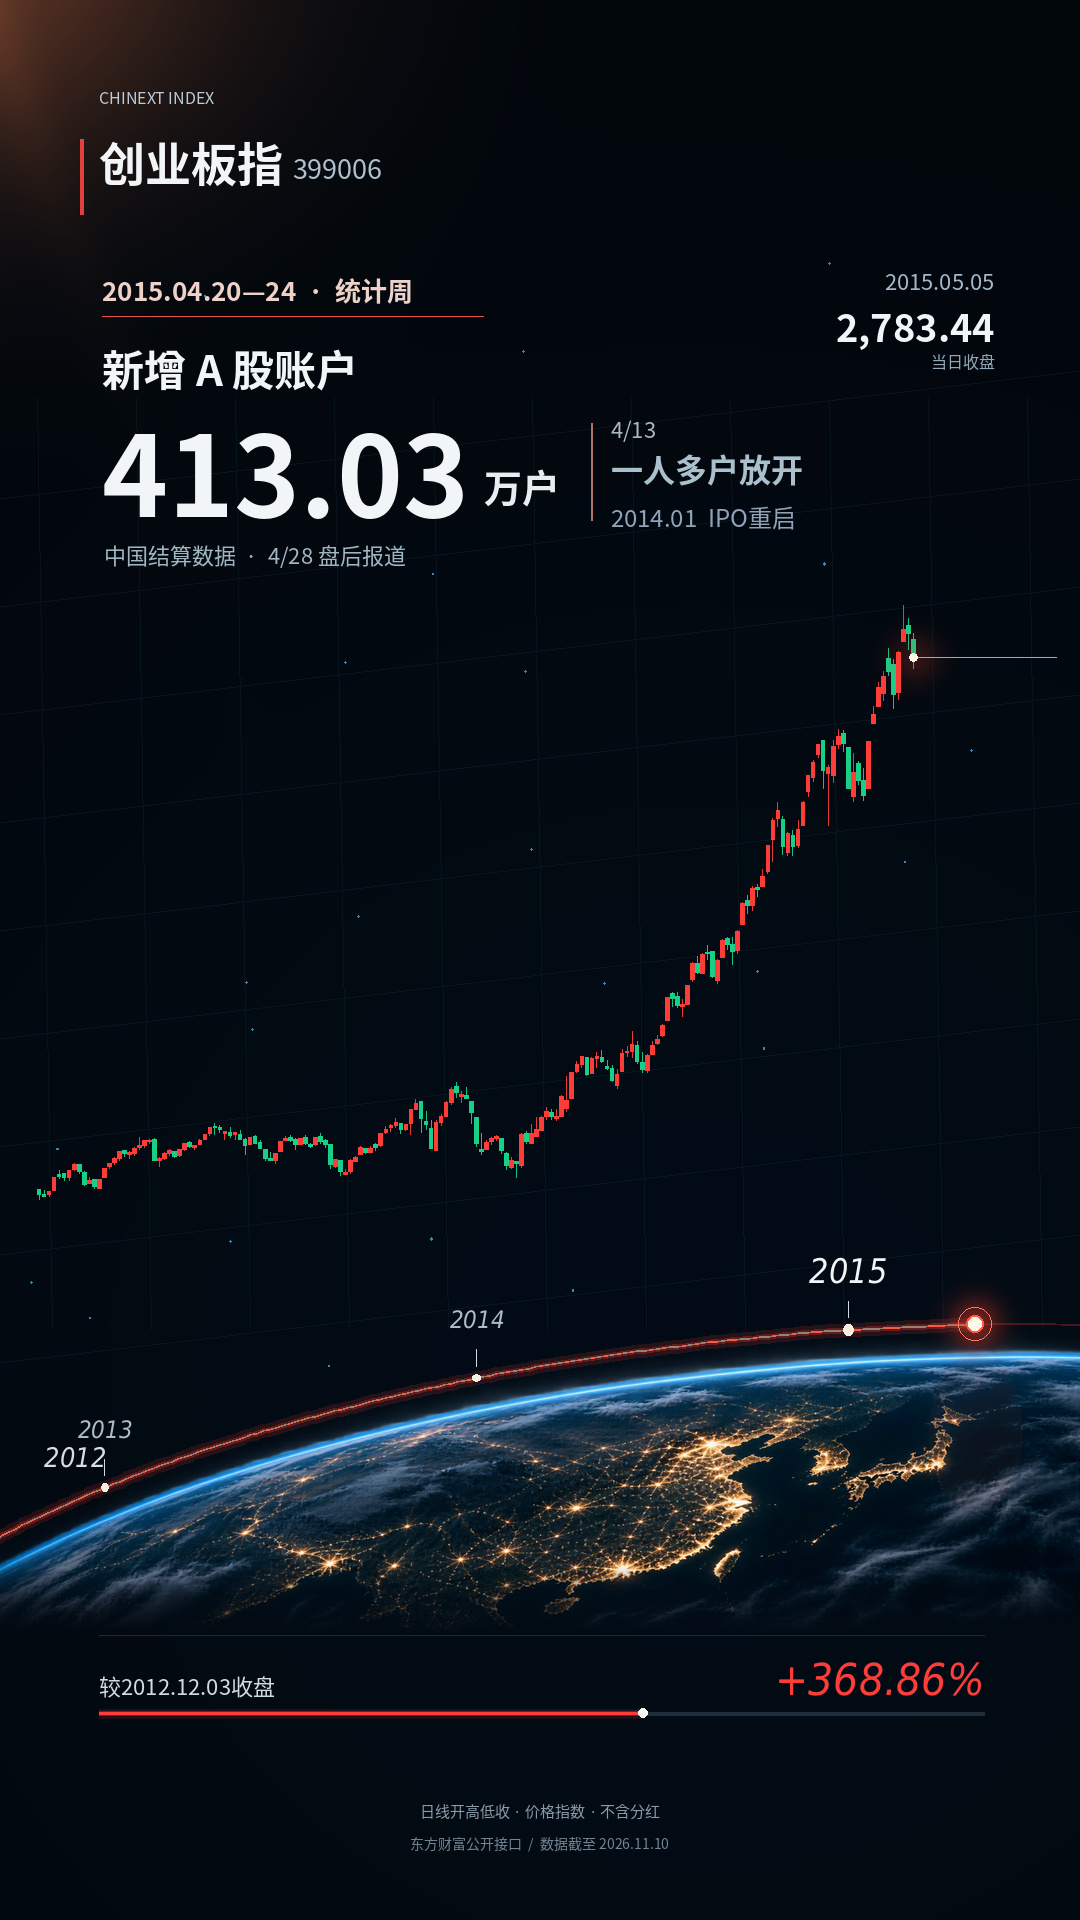 CHINEXT INDEX
创业板指 399006
2015.04.20—24 · 统计周
2015.05.05
2,783.44
当日收盘
新增 A 股账户
413.03 万户
4/13
一人多户放开
2014.01 IPO重启
中国结算数据 · 4/28 盘后报道
2015
2014
2013
2012
较2012.12.03收盘
+368.86%
日线开高低收 · 价格指数 · 不含分红
东方财富公开接口 / 数据截至 2026.11.10